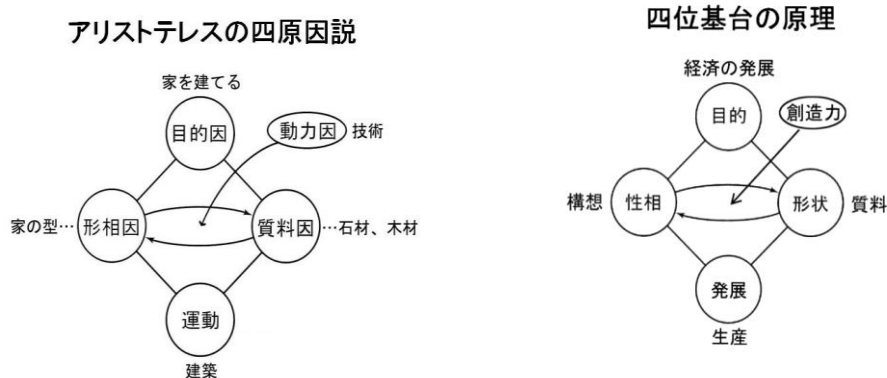 アリストテレスの四原因説
家を建てる
目的因
動力因
技術
家の型…
形相因
質料因
…石材、木材
運動
建築
四位基台の原理
経済の発展
目的
創造力
構想
性相
形状
質料
発展
生産